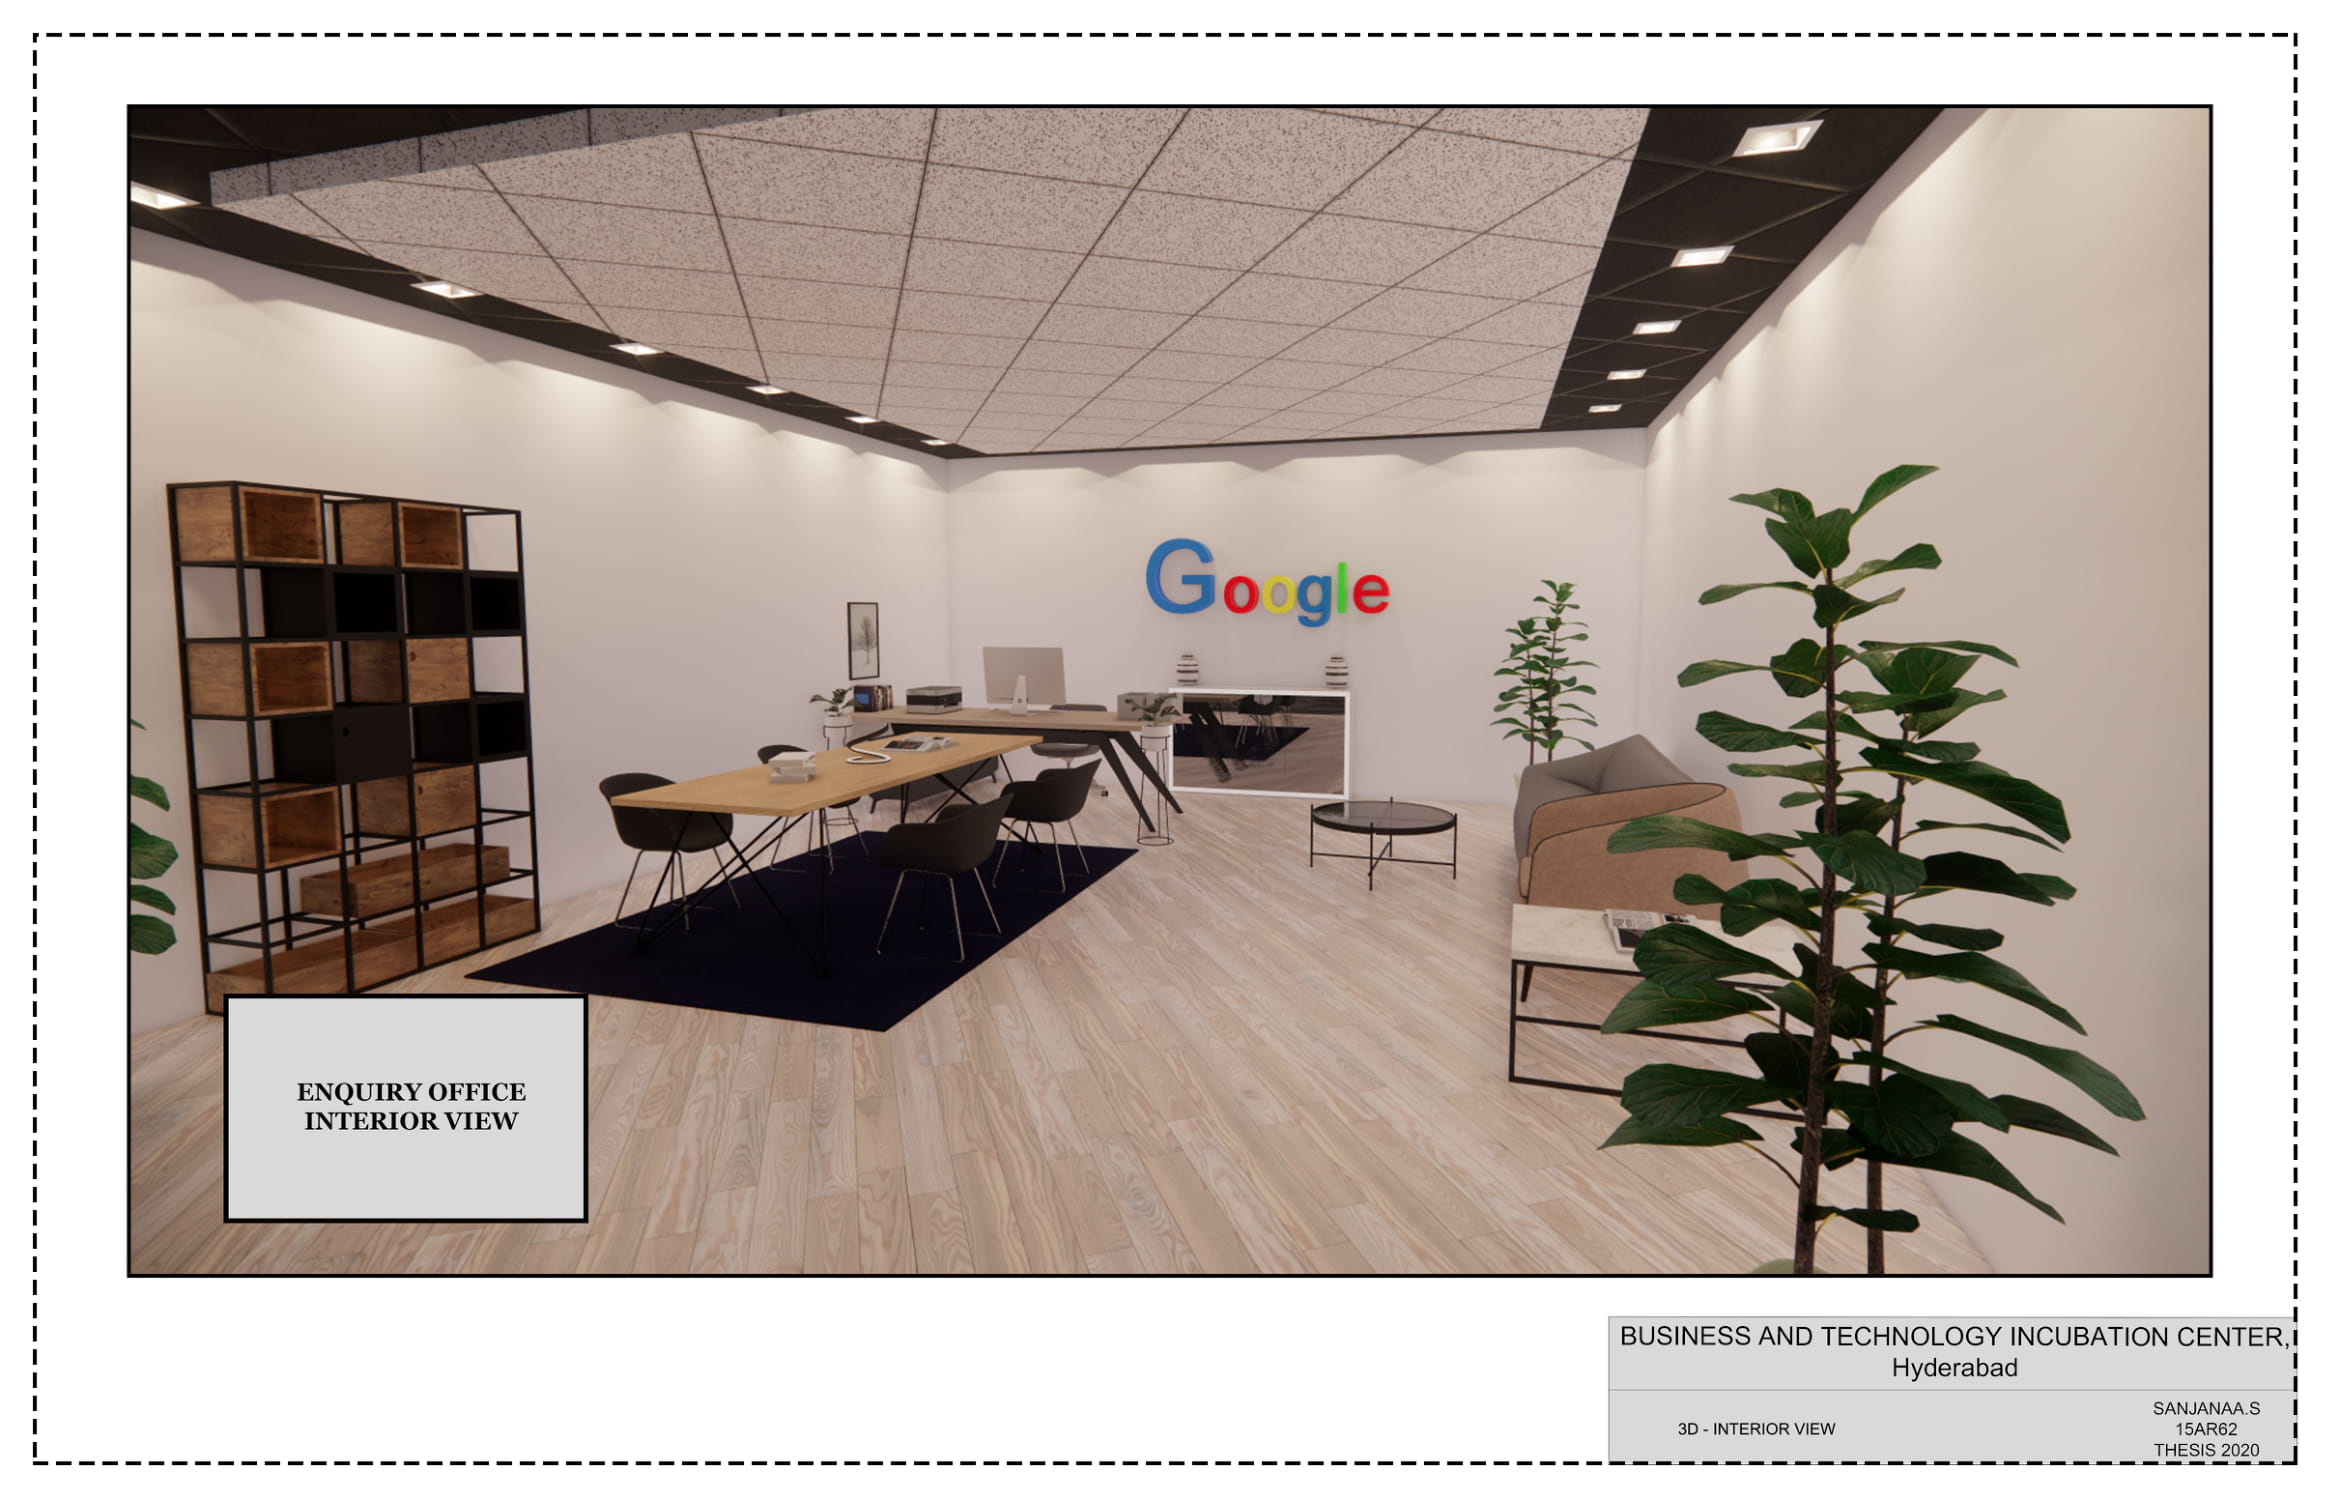 Google
ENQUIRY OFFICE
INTERIOR VIEW
BUSINESS AND TECHNOLOGY INCUBATION CENTER,
Hyderabad
3D - INTERIOR VIEW
SANJANAA.S
15AR62
THESIS 2020